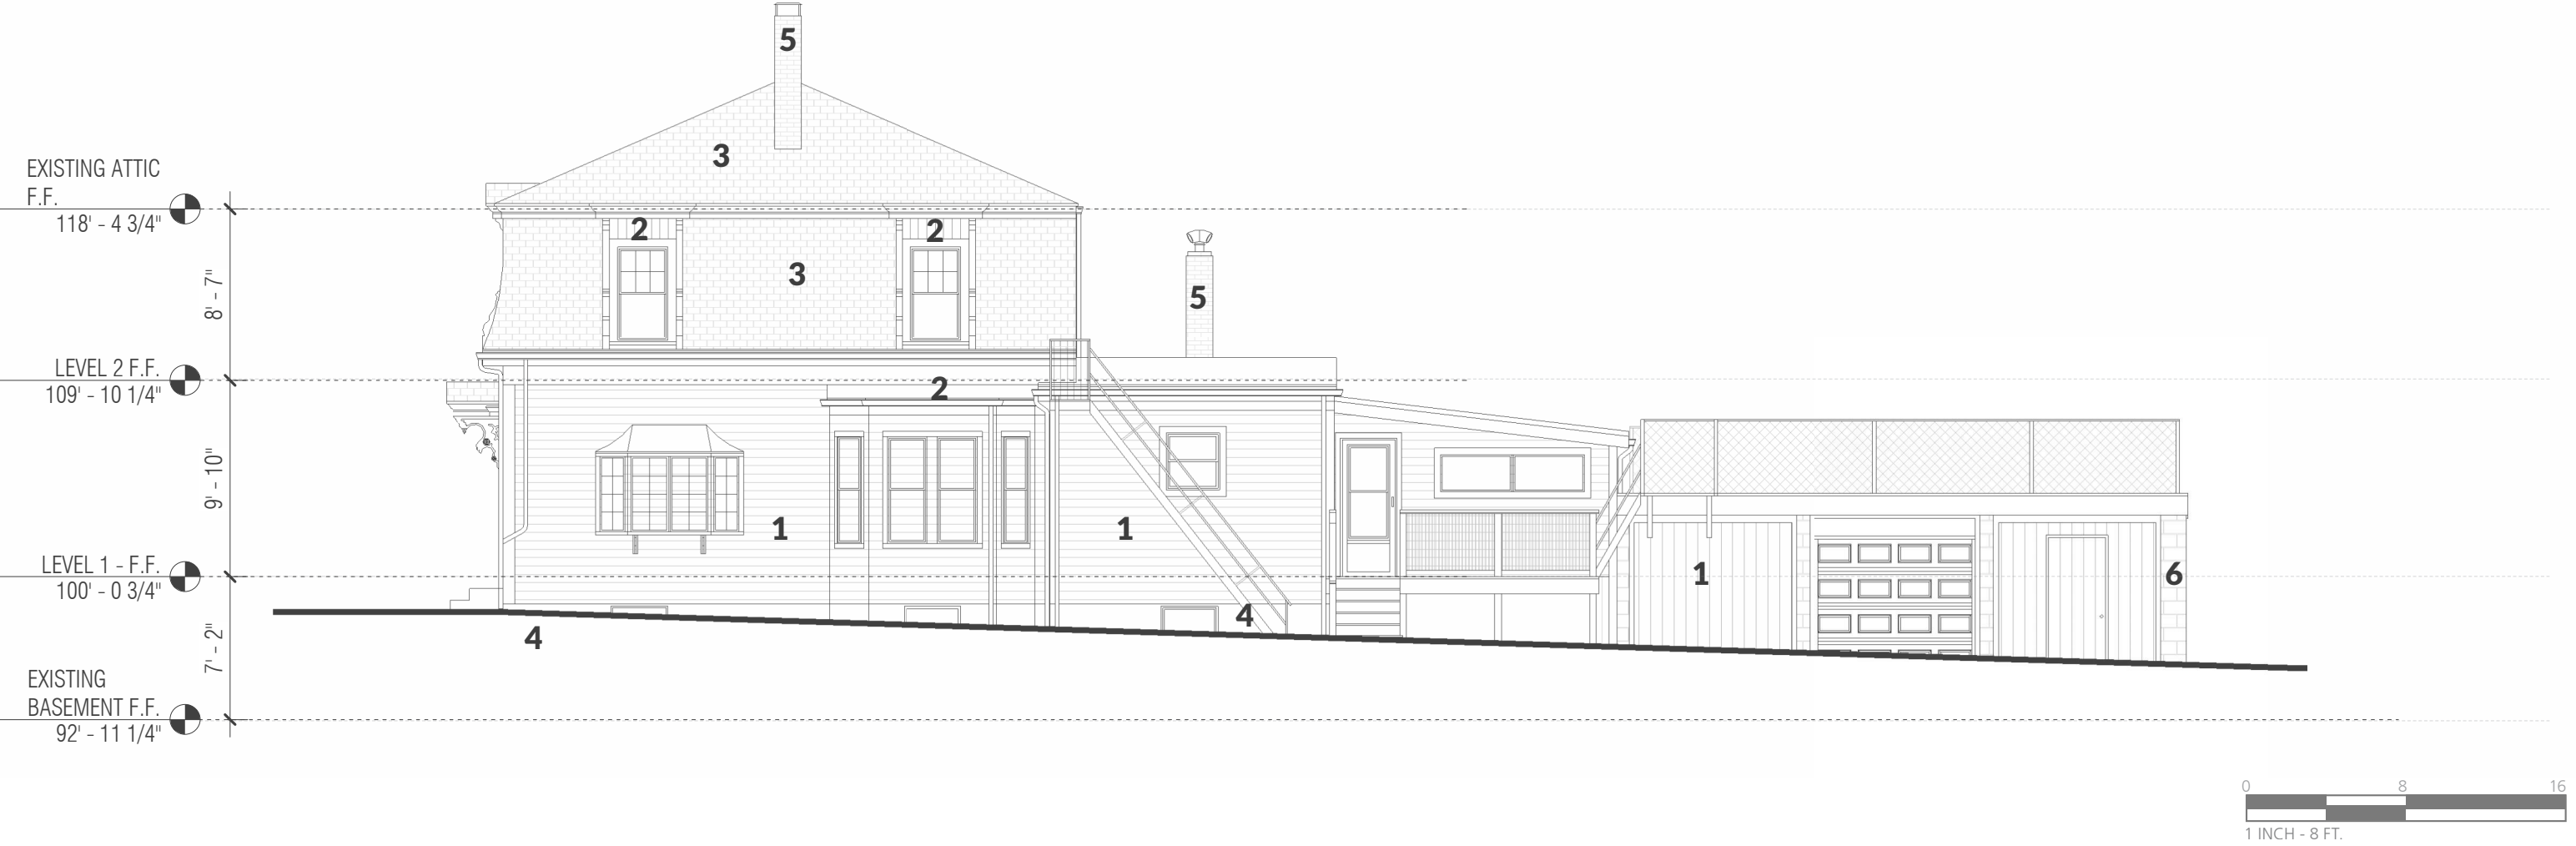 5
3
EXISTING ATTIC
F.F.
118' - 4 3/4"
2
2
3
8' - 7"
5
LEVEL 2 F.F.
109' - 10 1/4"
2
9' - 10"
1
1
LEVEL 1 - F.F.
100' - 0 3/4"
1
6
4
4
7' - 2"
EXISTING
BASEMENT F.F.
92' - 11 1/4"
0 8 16
1 INCH - 8 FT.